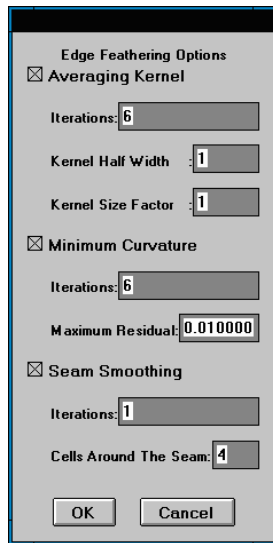 Edge Feathering Options
Averaging Kernel
Iterations: 6
Kernel Half Width : 1
Kernel Size Factor : 1
Minimum Curvature
Iterations: 6
Maximum Residual: 0.010000
Seam Smoothing
Iterations: 1
Cells Around The Seam: 4
OK Cancel